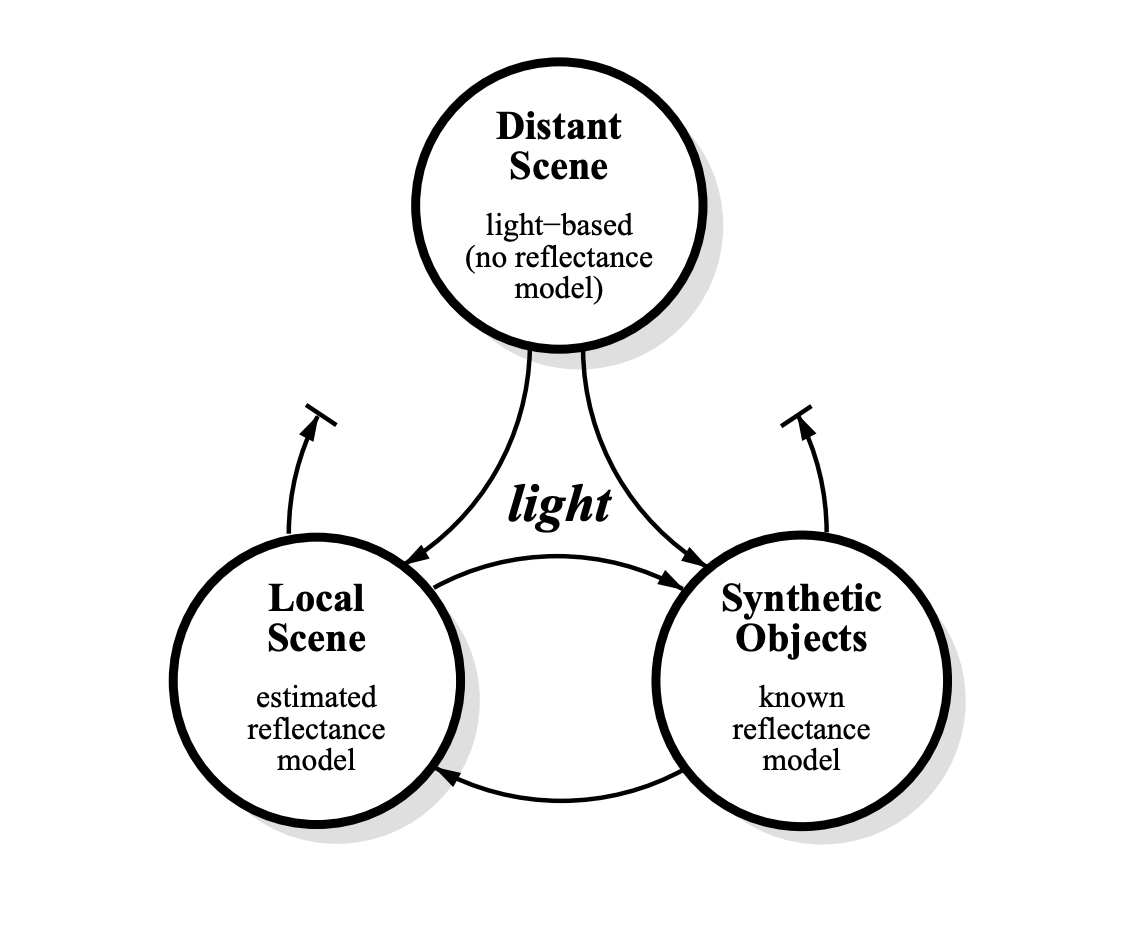 Distant
Scene
light−based
(no reflectance
model)
light
Local
Scene
estimated
reflectance
model
Synthetic
Objects
known
reflectance
model